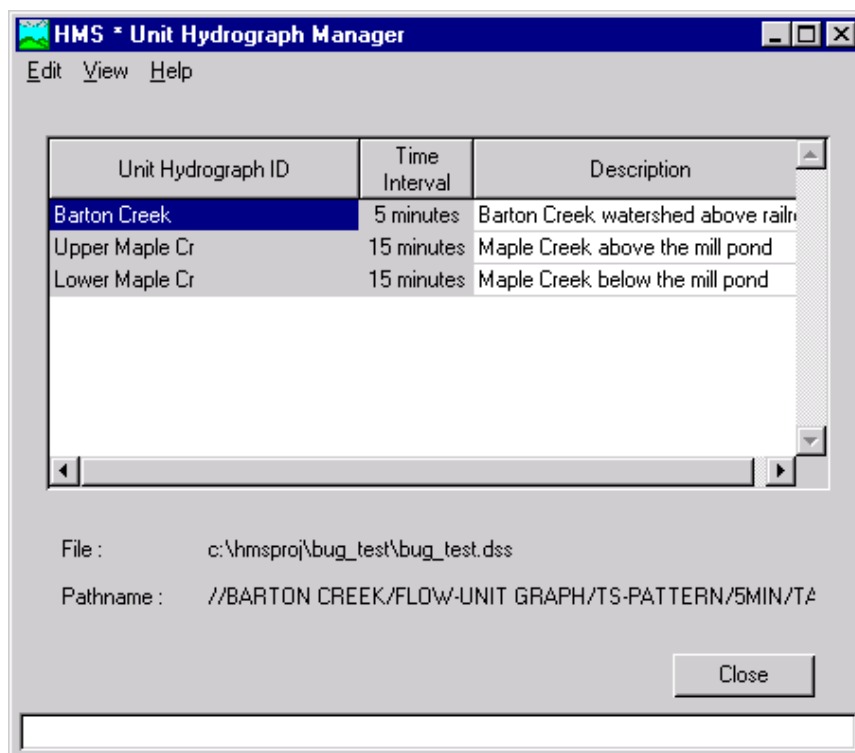 HMS * Unit Hydrograph Manager
Edit View Help
Unit Hydrograph ID Time Interval Description
Barton Creek 5 minutes Barton Creek watershed above railr
Upper Maple Cr 15 minutes Maple Creek above the mill pond
Lower Maple Cr 15 minutes Maple Creek below the mill pond
File : c:\hmsproj\bug_test\bug_test.dss
Pathname : //BARTON CREEK/FLOW-UNIT GRAPH/TS-PATTERN/5MIN/TA
Close